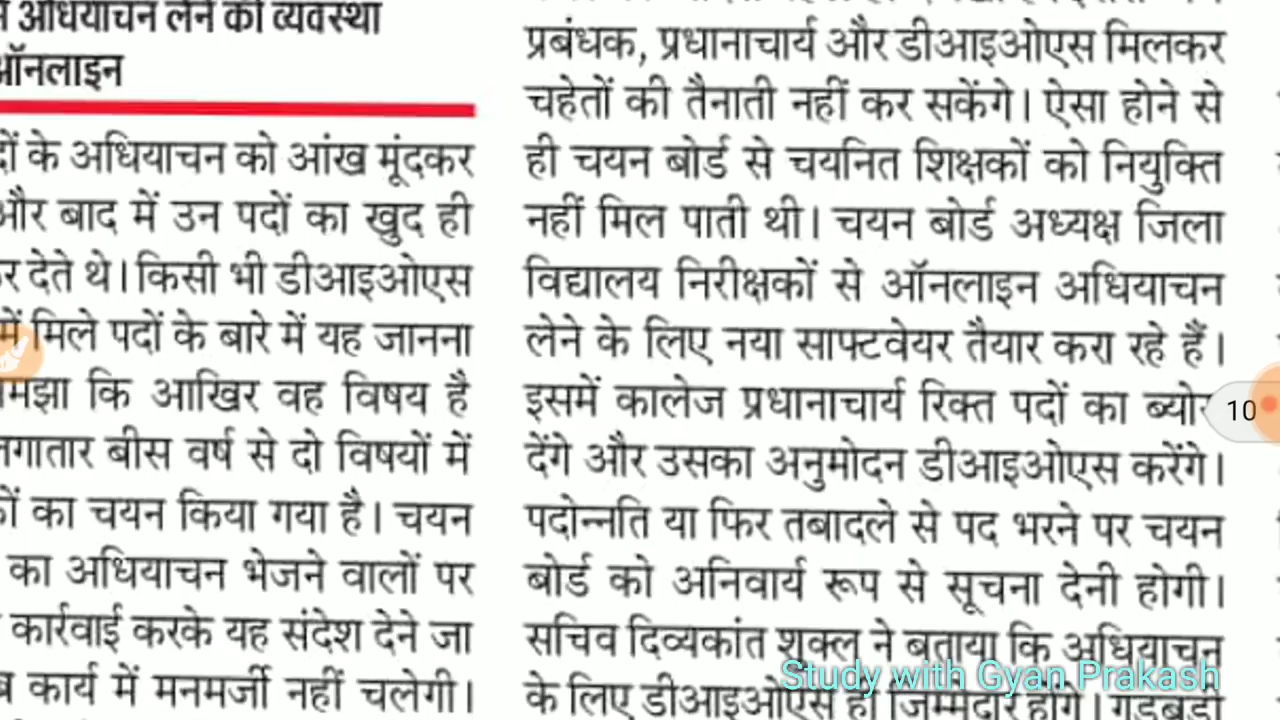 अधियाचन लेने की व्यवस्था
ऑनलाइन
के अधियाचन को आंख मूंदकर
और बाद में उन पदों का खुद ही
देते थे। किसी भी डीआइओएस
में मिले पदों के बारे में यह जानना
कि आखिर वह विषय है
लगातार बीस वर्ष से दो विषयों में
का चयन किया गया है। चयन
का अधियाचन भेजने वालों पर
कार्रवाई करके यह संदेश देने जा
कार्य में मनमर्जी नहीं चलेगी।
प्रबंधक, प्रधानाचार्य और डीआइओएस मिलकर
चहेतों की तैनाती नहीं कर सकेंगे। ऐसा होने से
ही चयन बोर्ड से चयनित शिक्षकों को नियुक्ति
नहीं मिल पाती थी। चयन बोर्ड अध्यक्ष जिला
विद्यालय निरीक्षकों से ऑनलाइन अधियाचन
लेने के लिए नया साफ्टवेयर तैयार करा रहे हैं।
इसमें कालेज प्रधानाचार्य रिक्त पदों का
देंगे और उसका अनुमोदन डीआइओएस करेंगे।
पदोन्नति या फिर तबादले से पद भरने पर चयन
बोर्ड को अनिवार्य रूप से सूचना देनी होगी।
सचिव दिव्यकांत शुक्ल ने बताया कि अधियाचन
के लिए डीआइओएस ही जिम्मेदार होंगे। गड़बड़ी
10
Study with Gyan Prakash